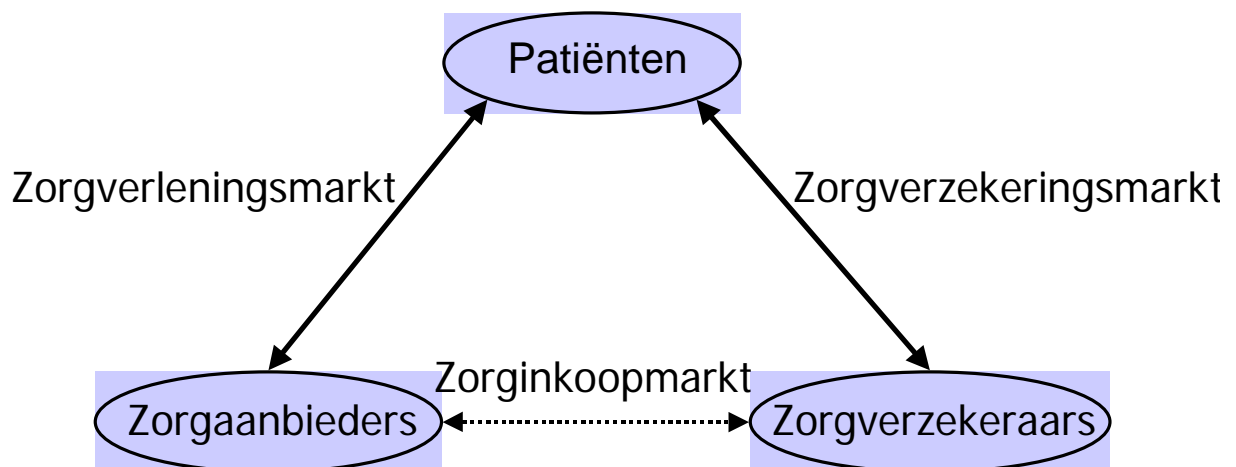 Patiënten
Zorgverleningsmarkt
Zorgverzekeringsmarkt
Zorginkoopmarkt
Zorgaanbieders
Zorgverzekeraars